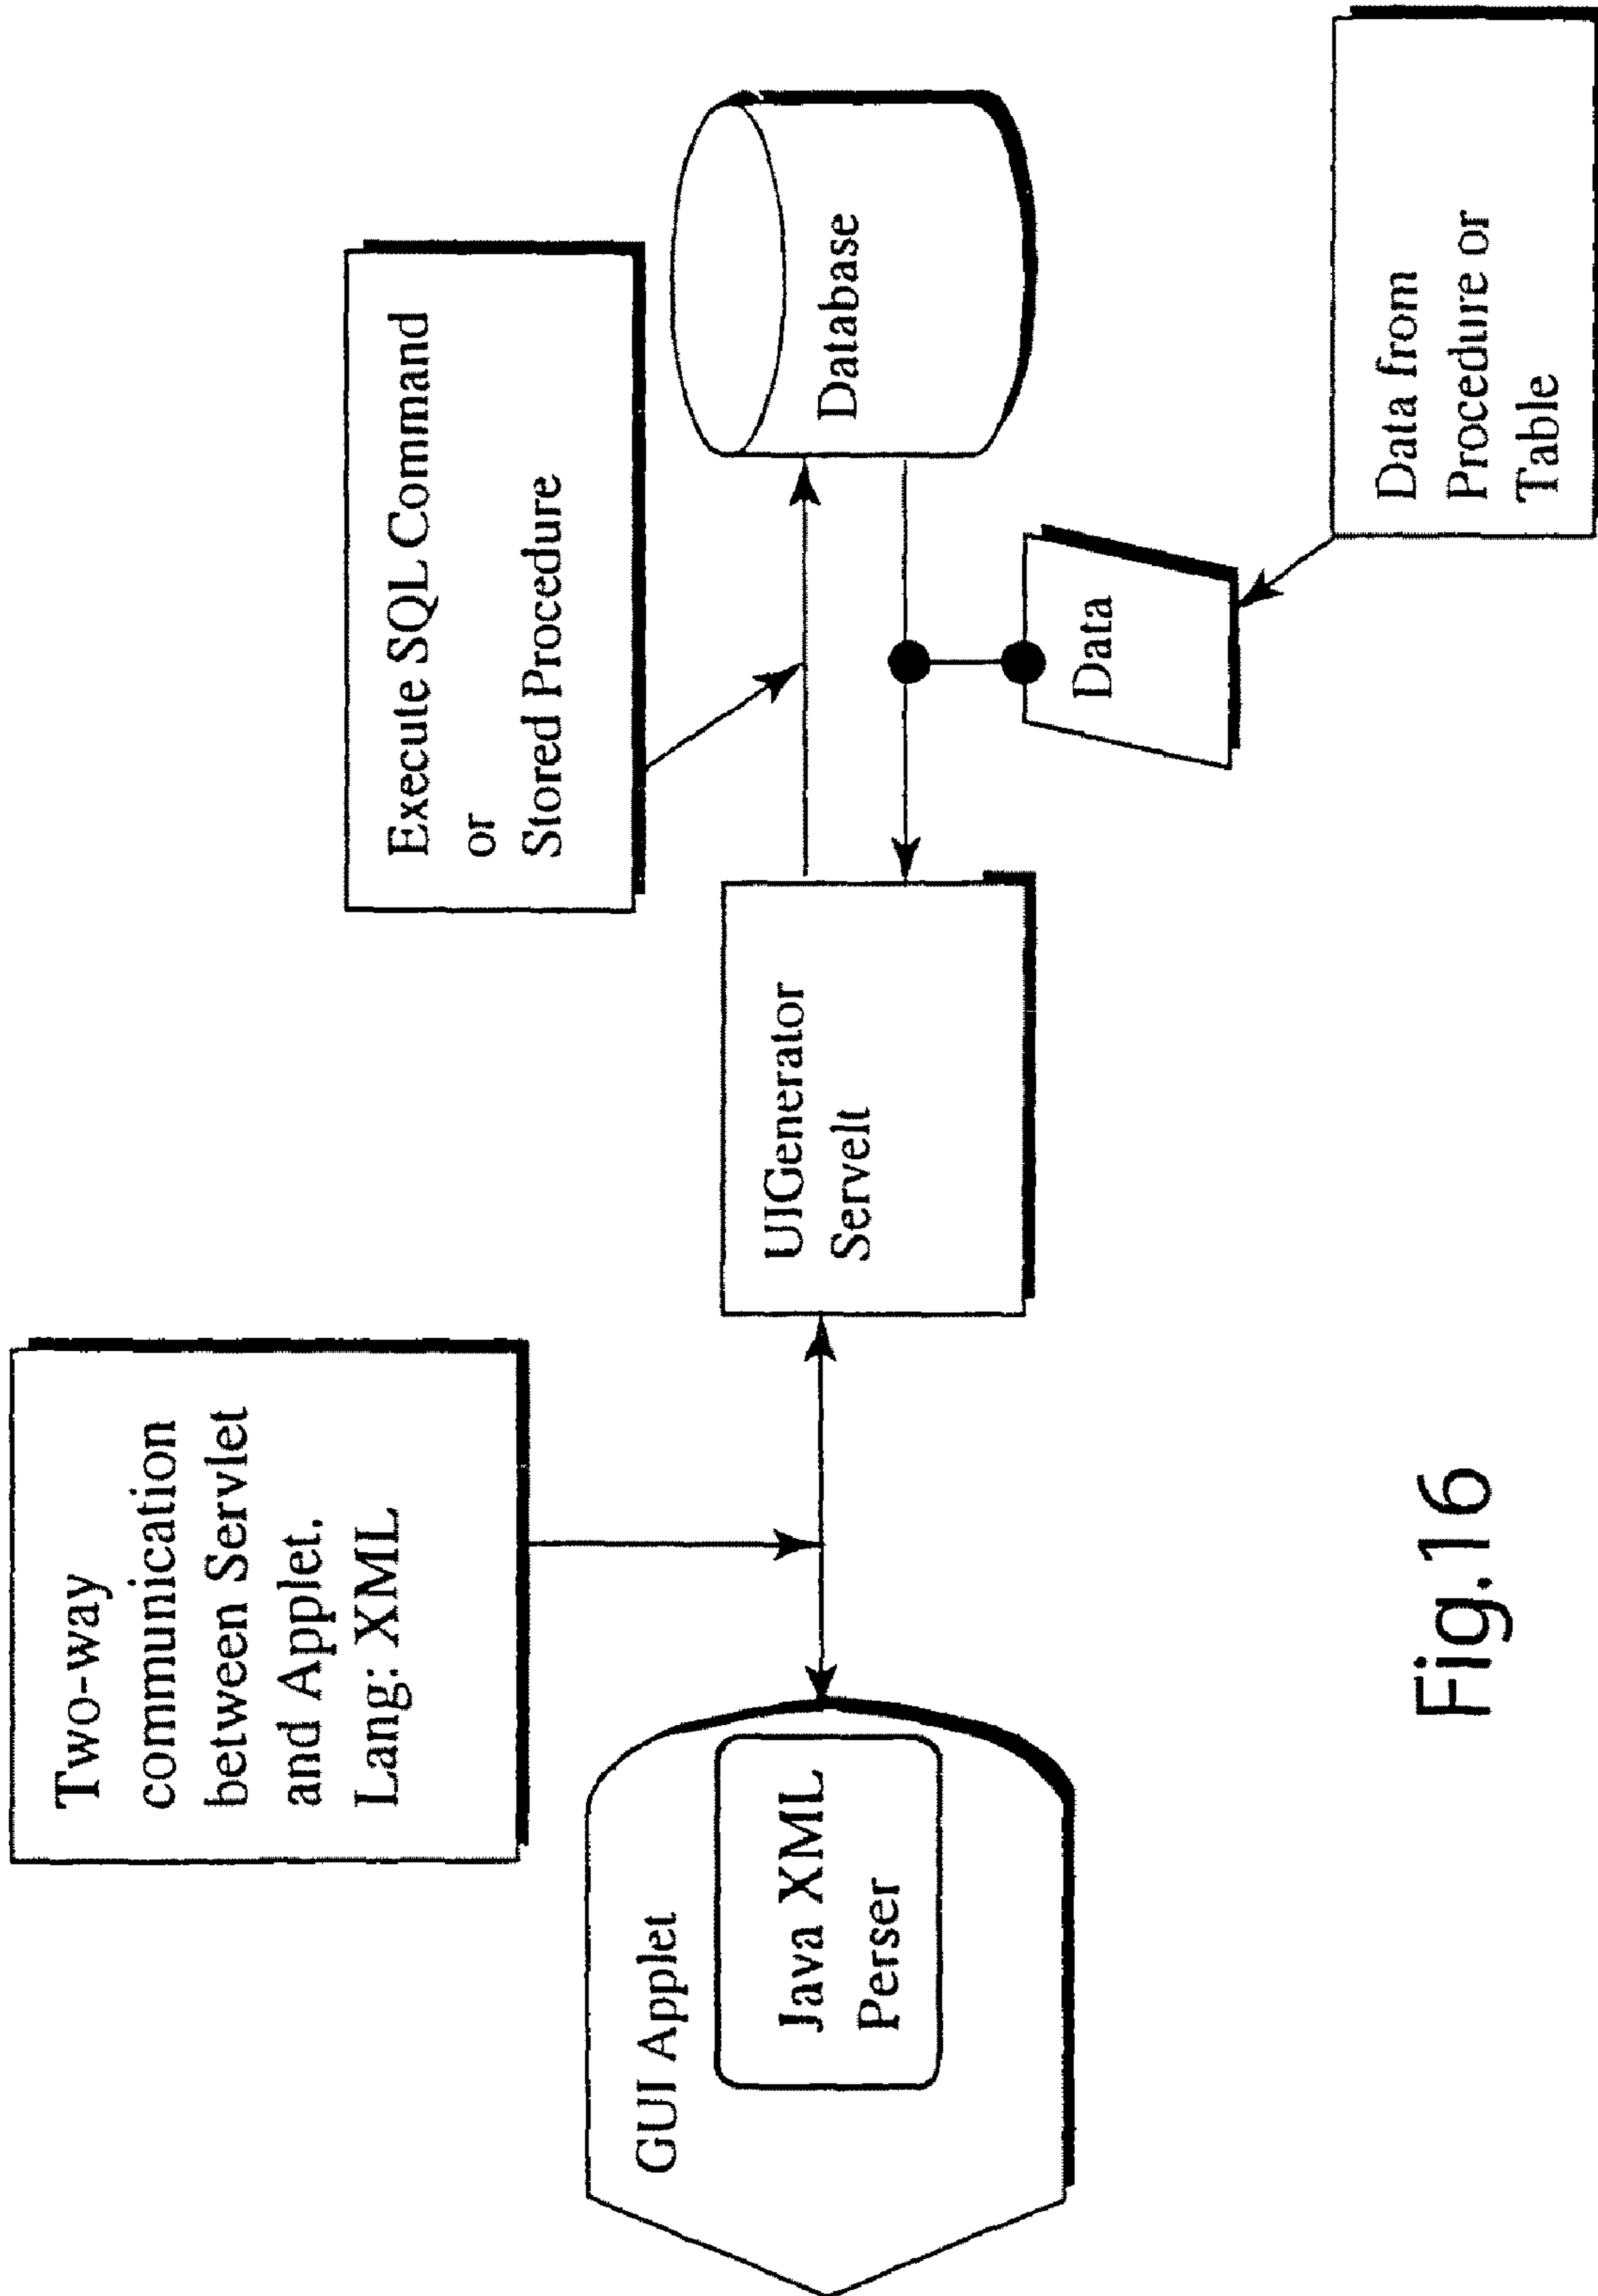 Two-way
communication
between Servlet
and Applet.
Lang: XML
Execute SQL Command
or
Stored Procedure
GUI Applet
Java XML
Perser
UIGenerator
Servelt
Database
Data
Data from
Procedure or
Table
Fig.16